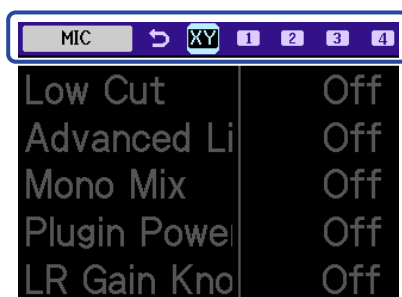 MIC XY 1 2 3 4
Low Cut Off
Advanced Li Off
Mono Mix Off
Plugin Powe Off
LR Gain Kno Off